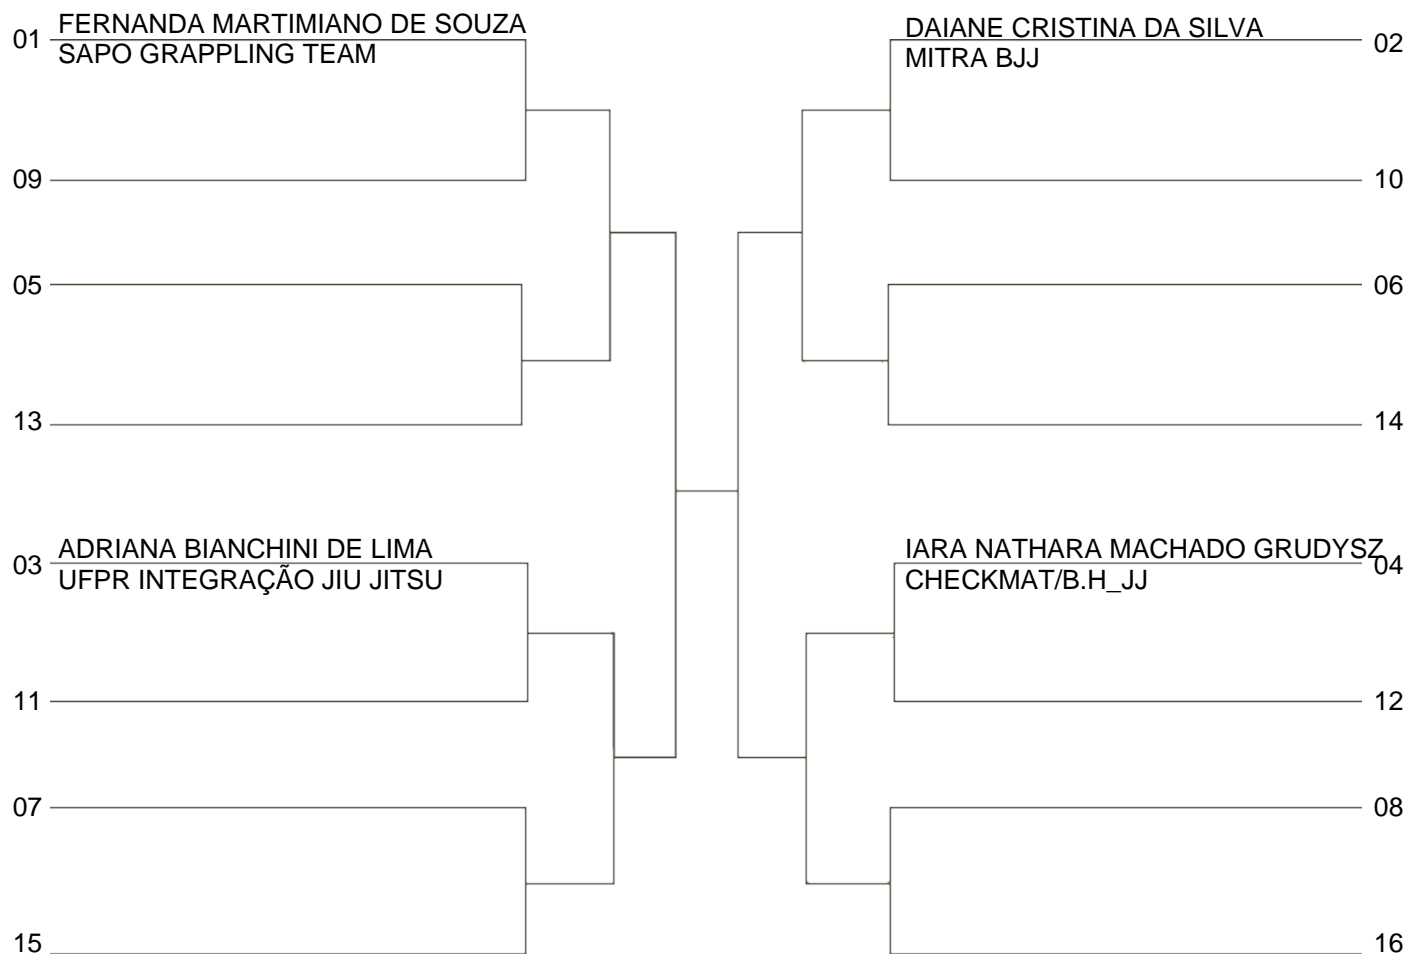 01
FERNANDA MARTIMIANO DE SOUZA
SAPO GRAPPLING TEAM
09
05
13
03
ADRIANA BIANCHINI DE LIMA
UFPR INTEGRAÇÃO JIU JITSU
11
07
15
DAIANE CRISTINA DA SILVA
MITRA BJJ
02
10
06
14
IARA NATHARA MACHADO GRUDYSZ
CHECKMAT/B.H_JJ
04
12
08
16